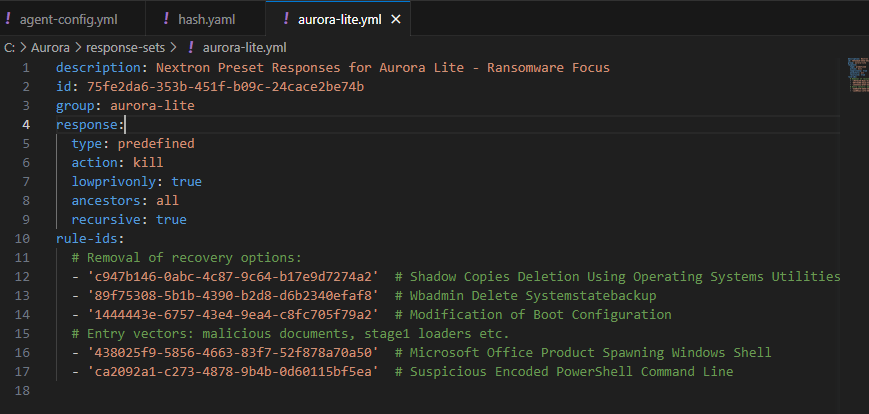 ! agent-config.yml ! hash.yaml ! aurora-lite.yml ×
C: > Aurora > response-sets > ! aurora-lite.yml
1 description: Nextron Preset Responses for Aurora Lite - Ransomware Focus
2 id: 75fe2da6-353b-451f-b09c-24cace2be74b
3 group: aurora-lite
4 response:
5 type: predefined
6 action: kill
7 lowprivonly: true
8 ancestors: all
9 recursive: true
10 rule-ids:
11 # Removal of recovery options:
12 - 'c947b146-0abc-4c87-9c64-b17e9d7274a2' # Shadow Copies Deletion Using Operating Systems Utilities
13 - '89f75308-5b1b-4390-b2d8-d6b2340efaf8' # Wbadmin Delete Systemstatebackup
14 - '1444443e-6757-43e4-9ea4-c8fc705f79a2' # Modification of Boot Configuration
15 # Entry vectors: malicious documents, stage1 loaders etc.
16 - '438025f9-5856-4663-83f7-52f878a70a50' # Microsoft Office Product Spawning Windows Shell
17 - 'ca2092a1-c273-4878-9b4b-0d60115bf5ea' # Suspicious Encoded PowerShell Command Line
18